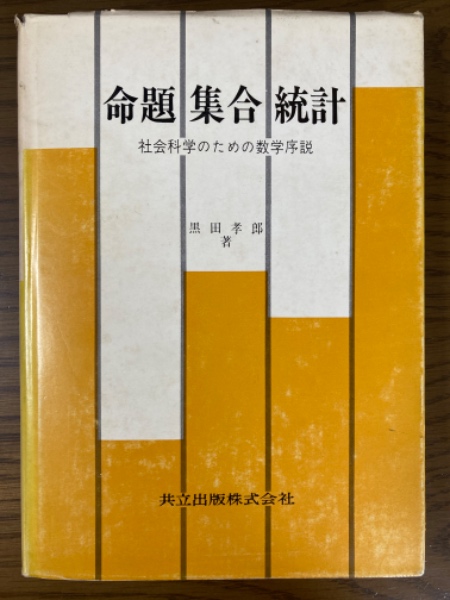 命題 集合 統計
社会科学のための数学序説
黒田孝郎
著
共立出版株式会社